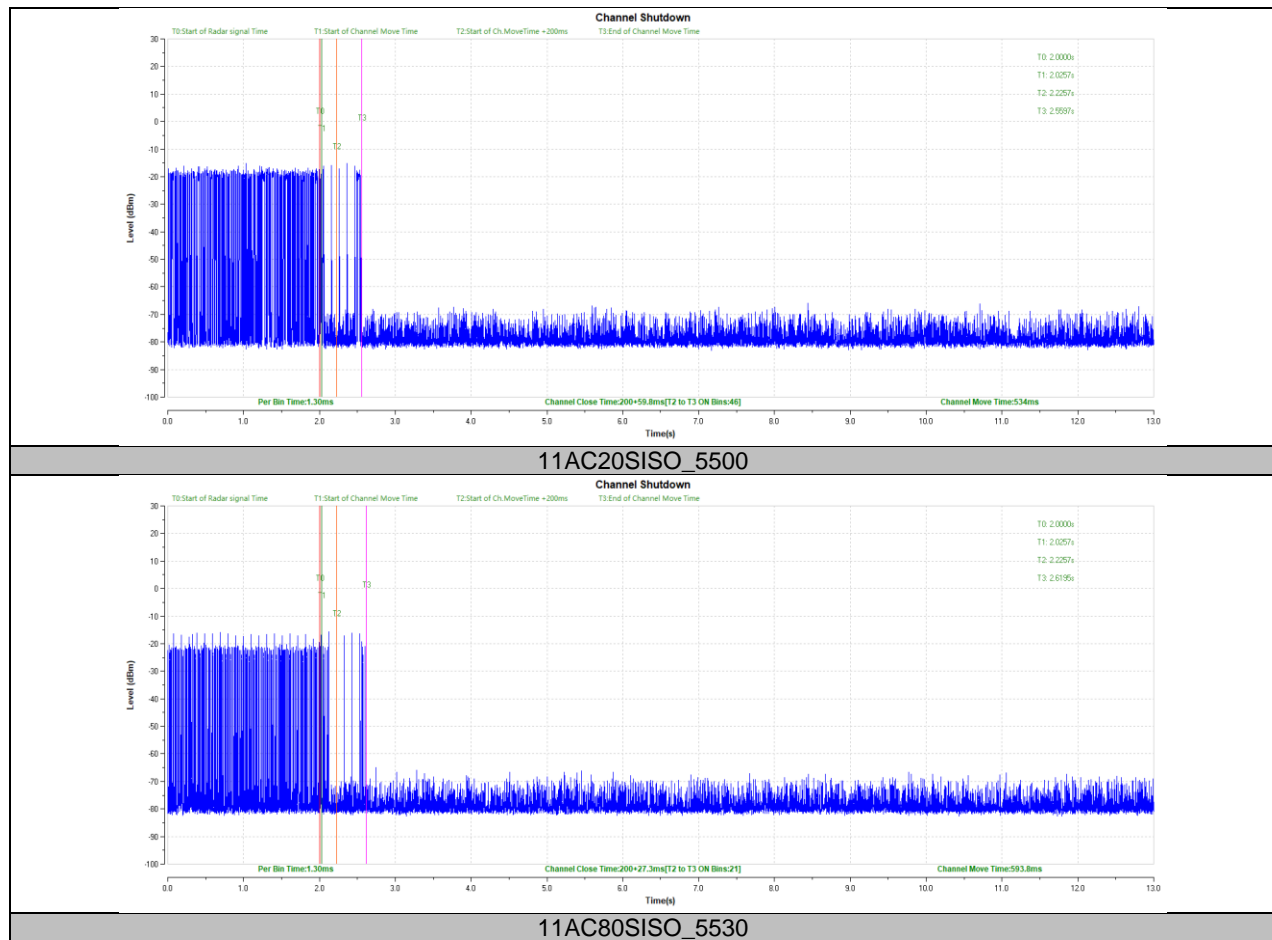 Channel Shutdown
T0:Start of Radar signal Time T1:Start of Channel Move Time T2:Start of Ch.MoveTime +200ms T3:End of Channel Move Time
30
20
10
0
-10
-20
-30
-40
-50
-60
-70
-80
-90
-100
Level (dBm)
T0
T1
T2
T3
T0: 2.0000s
T1: 2.0257s
T2: 2.2257s
T3: 2.5597s
Per Bin Time:1.30ms Channel Close Time:200+59.8ms[T2 to T3 ON Bins:46] Channel Move Time:534ms
0.0 1.0 2.0 3.0 4.0 5.0 6.0 7.0 8.0 9.0 10.0 11.0 12.0 13.0
Time(s)
11AC20SISO_5500
Channel Shutdown
T0:Start of Radar signal Time T1:Start of Channel Move Time T2:Start of Ch.MoveTime +200ms T3:End of Channel Move Time
30
20
10
0
-10
-20
-30
-40
-50
-60
-70
-80
-90
-100
Level (dBm)
T0
T1
T2
T3
T0: 2.0000s
T1: 2.0257s
T2: 2.2257s
T3: 2.6195s
Per Bin Time:1.30ms Channel Close Time:200+27.3ms[T2 to T3 ON Bins:21] Channel Move Time:593.8ms
0.0 1.0 2.0 3.0 4.0 5.0 6.0 7.0 8.0 9.0 10.0 11.0 12.0 13.0
Time(s)
11AC80SISO_5530